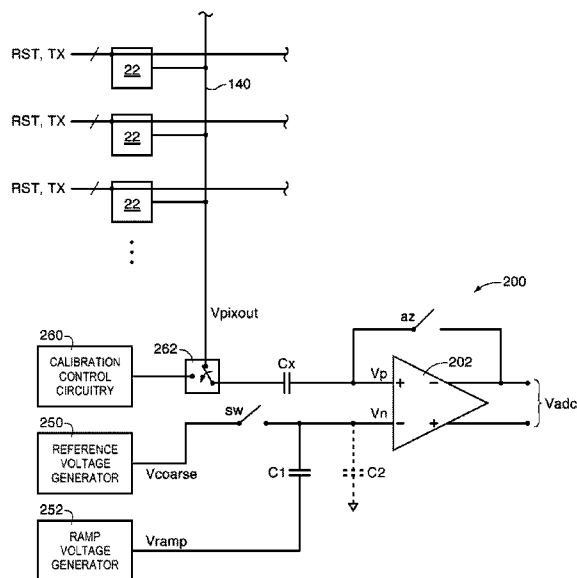 RST, TX
22
140
RST, TX
22
RST, TX
22
200
Vpixout
az
260
262
Cx
202
CALIBRATION
CONTROL
CIRCUITRY
Vp
+
−
Vadc
sw
Vn
−
+
250
REFERENCE
VOLTAGE
GENERATOR
Vcoarse
C1
C2
252
RAMP
VOLTAGE
GENERATOR
Vramp